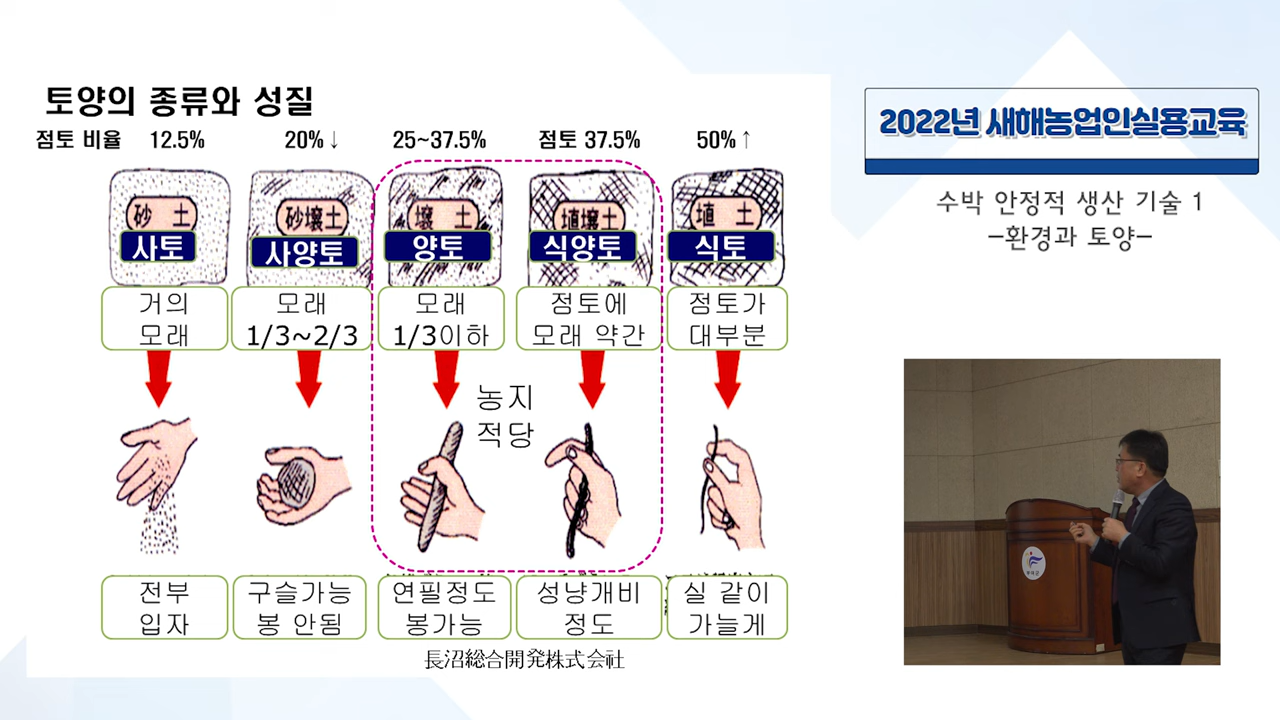 토양의 종류와 성질
점토 비율 12.5% 20%↓ 25~37.5% 점토 37.5% 50%↑
砂 土 砂壤土 壤 土 埴壤土 埴 土
사토 사양토 양토 식양토 식토
거의 모래 모래 점토에 점토가
모래 1/3~2/3 1/3이하 모래 약간 대부분
농지
적당
전부 구슬가능 연필정도 성냥개비 실 같이
입자 봉 안됨 봉가능 정도 가늘게
長沼総合開発株式会社
2022년 새해농업인실용교육
수박 안정적 생산 기술 1
-환경과 토양-